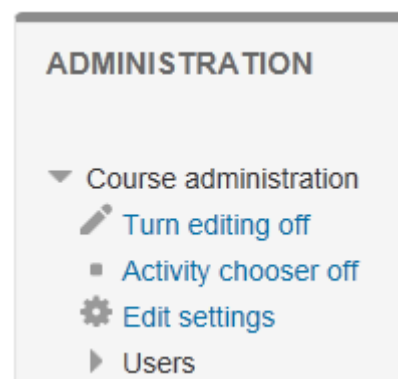 ADMINISTRATION
Course administration
Turn editing off
Activity chooser off
Edit settings
Users